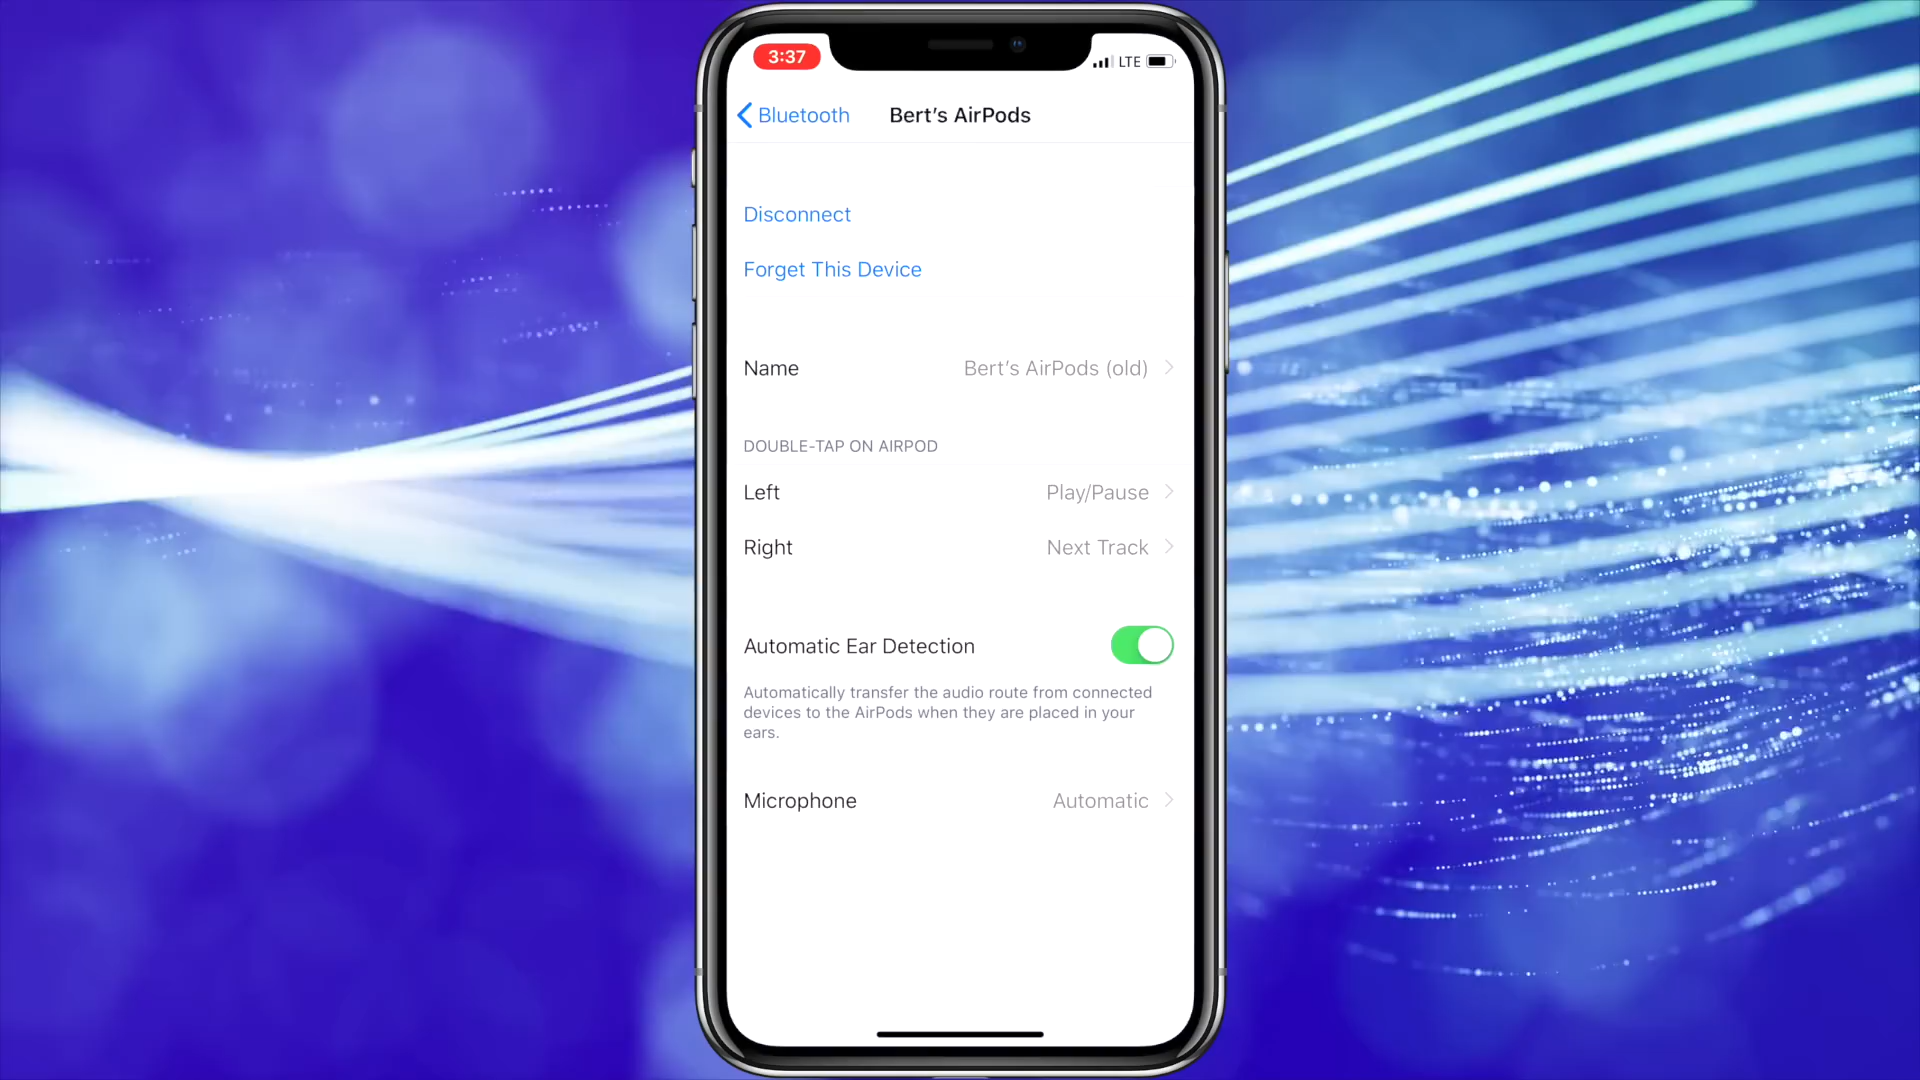 3:37
LTE
Bluetooth
Bert’s AirPods
Disconnect
Forget This Device
Name
Bert’s AirPods (old)
DOUBLE-TAP ON AIRPOD
Left
Play/Pause
Right
Next Track
Automatic Ear Detection
Automatically transfer the audio route from connected
devices to the AirPods when they are placed in your
ears.
Microphone
Automatic